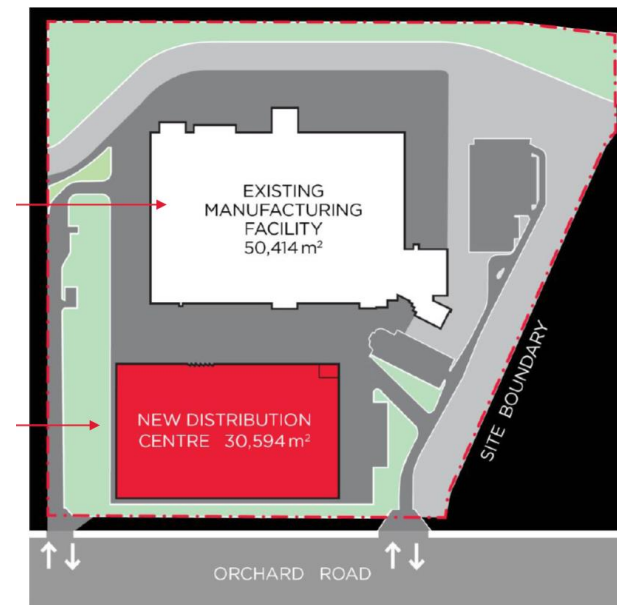 EXISTING
MANUFACTURING
FACILITY
50,414 m²
NEW DISTRIBUTION
CENTRE 30,594 m²
SITE BOUNDARY
ORCHARD ROAD